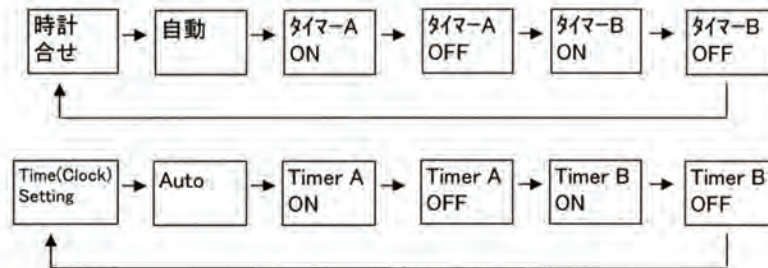 時計
合せ
自動
ﾀｲﾏｰA
ON
ﾀｲﾏｰA
OFF
ﾀｲﾏｰB
ON
ﾀｲﾏｰB
OFF
Time(Clock)
Setting
Auto
Timer A
ON
Timer A
OFF
Timer B
ON
Timer B
OFF